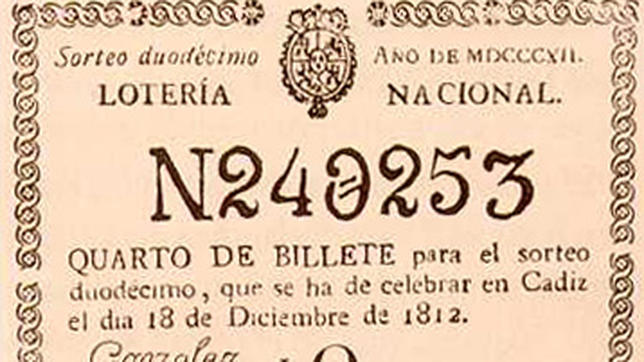 Sorteo duodécimo
AÑO DE MDCCCXII.
LOTERÍA
NACIONAL.
N240253
QUARTO DE BILLETE para el sorteo
duodecimo, que se ha de celebrar en Cadiz
el dia 18 de Diciembre de 1812.
Gonzalez